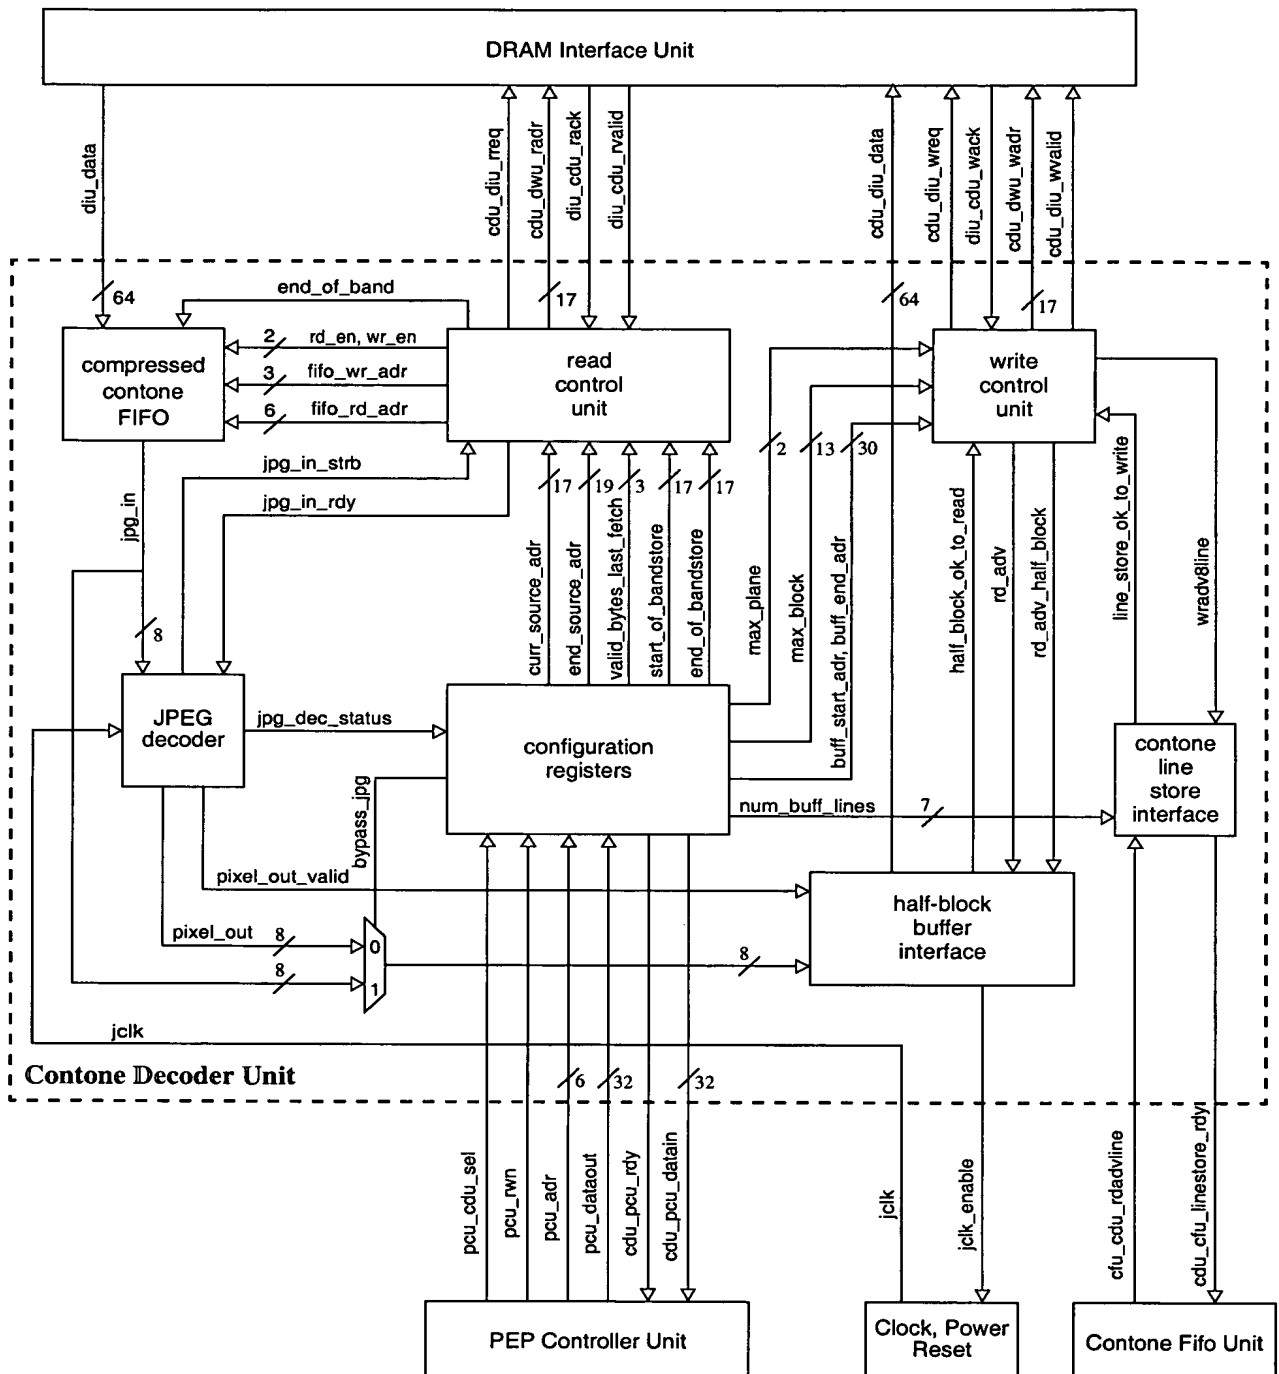 DRAM Interface Unit
diu_data
cdu_diu_rreq
cdu_dwu_radr
diu_cdu_rack
diu_cdu_rvalid
cdu_diu_data
cdu_diu_wreq
diu_cdu_wack
cdu_dwu_wadr
cdu_diu_wvalid
64
end_of_band
17
64
17
compressed
contone
FIFO
2
rd_en, wr_en
3
fifo_wr_adr
6
fifo_rd_adr
read
control
unit
write
control
unit
jpg_in
jpg_in_strb
jpg_in_rdy
17
19
3
17
17
2
13
30
curr_source_adr
end_source_adr
valid_bytes_last_fetch
start_of_bandstore
end_of_bandstore
max_plane
max_block
buff_start_adr, buff_end_adr
half_block_ok_to_read
rd_adv
rd_adv_half_block
line_store_ok_to_write
wradv8line
8
JPEG
decoder
jpg_dec_status
configuration
registers
contone
line
store
interface
bypass_jpg
num_buff_lines
7
pixel_out_valid
half-block
buffer
interface
pixel_out
8
0
8
8
1
jclk
Contone Decoder Unit
6
32
32
pcu_cdu_sel
pcu_rwn
pcu_adr
pcu_dataout
cdu_pcu_rdy
cdu_pcu_datain
jclk
jclk_enable
cfu_cdu_rdadvline
cdu_cfu_linestore_rdy
PEP Controller Unit
Clock, Power
Reset
Contone Fifo Unit